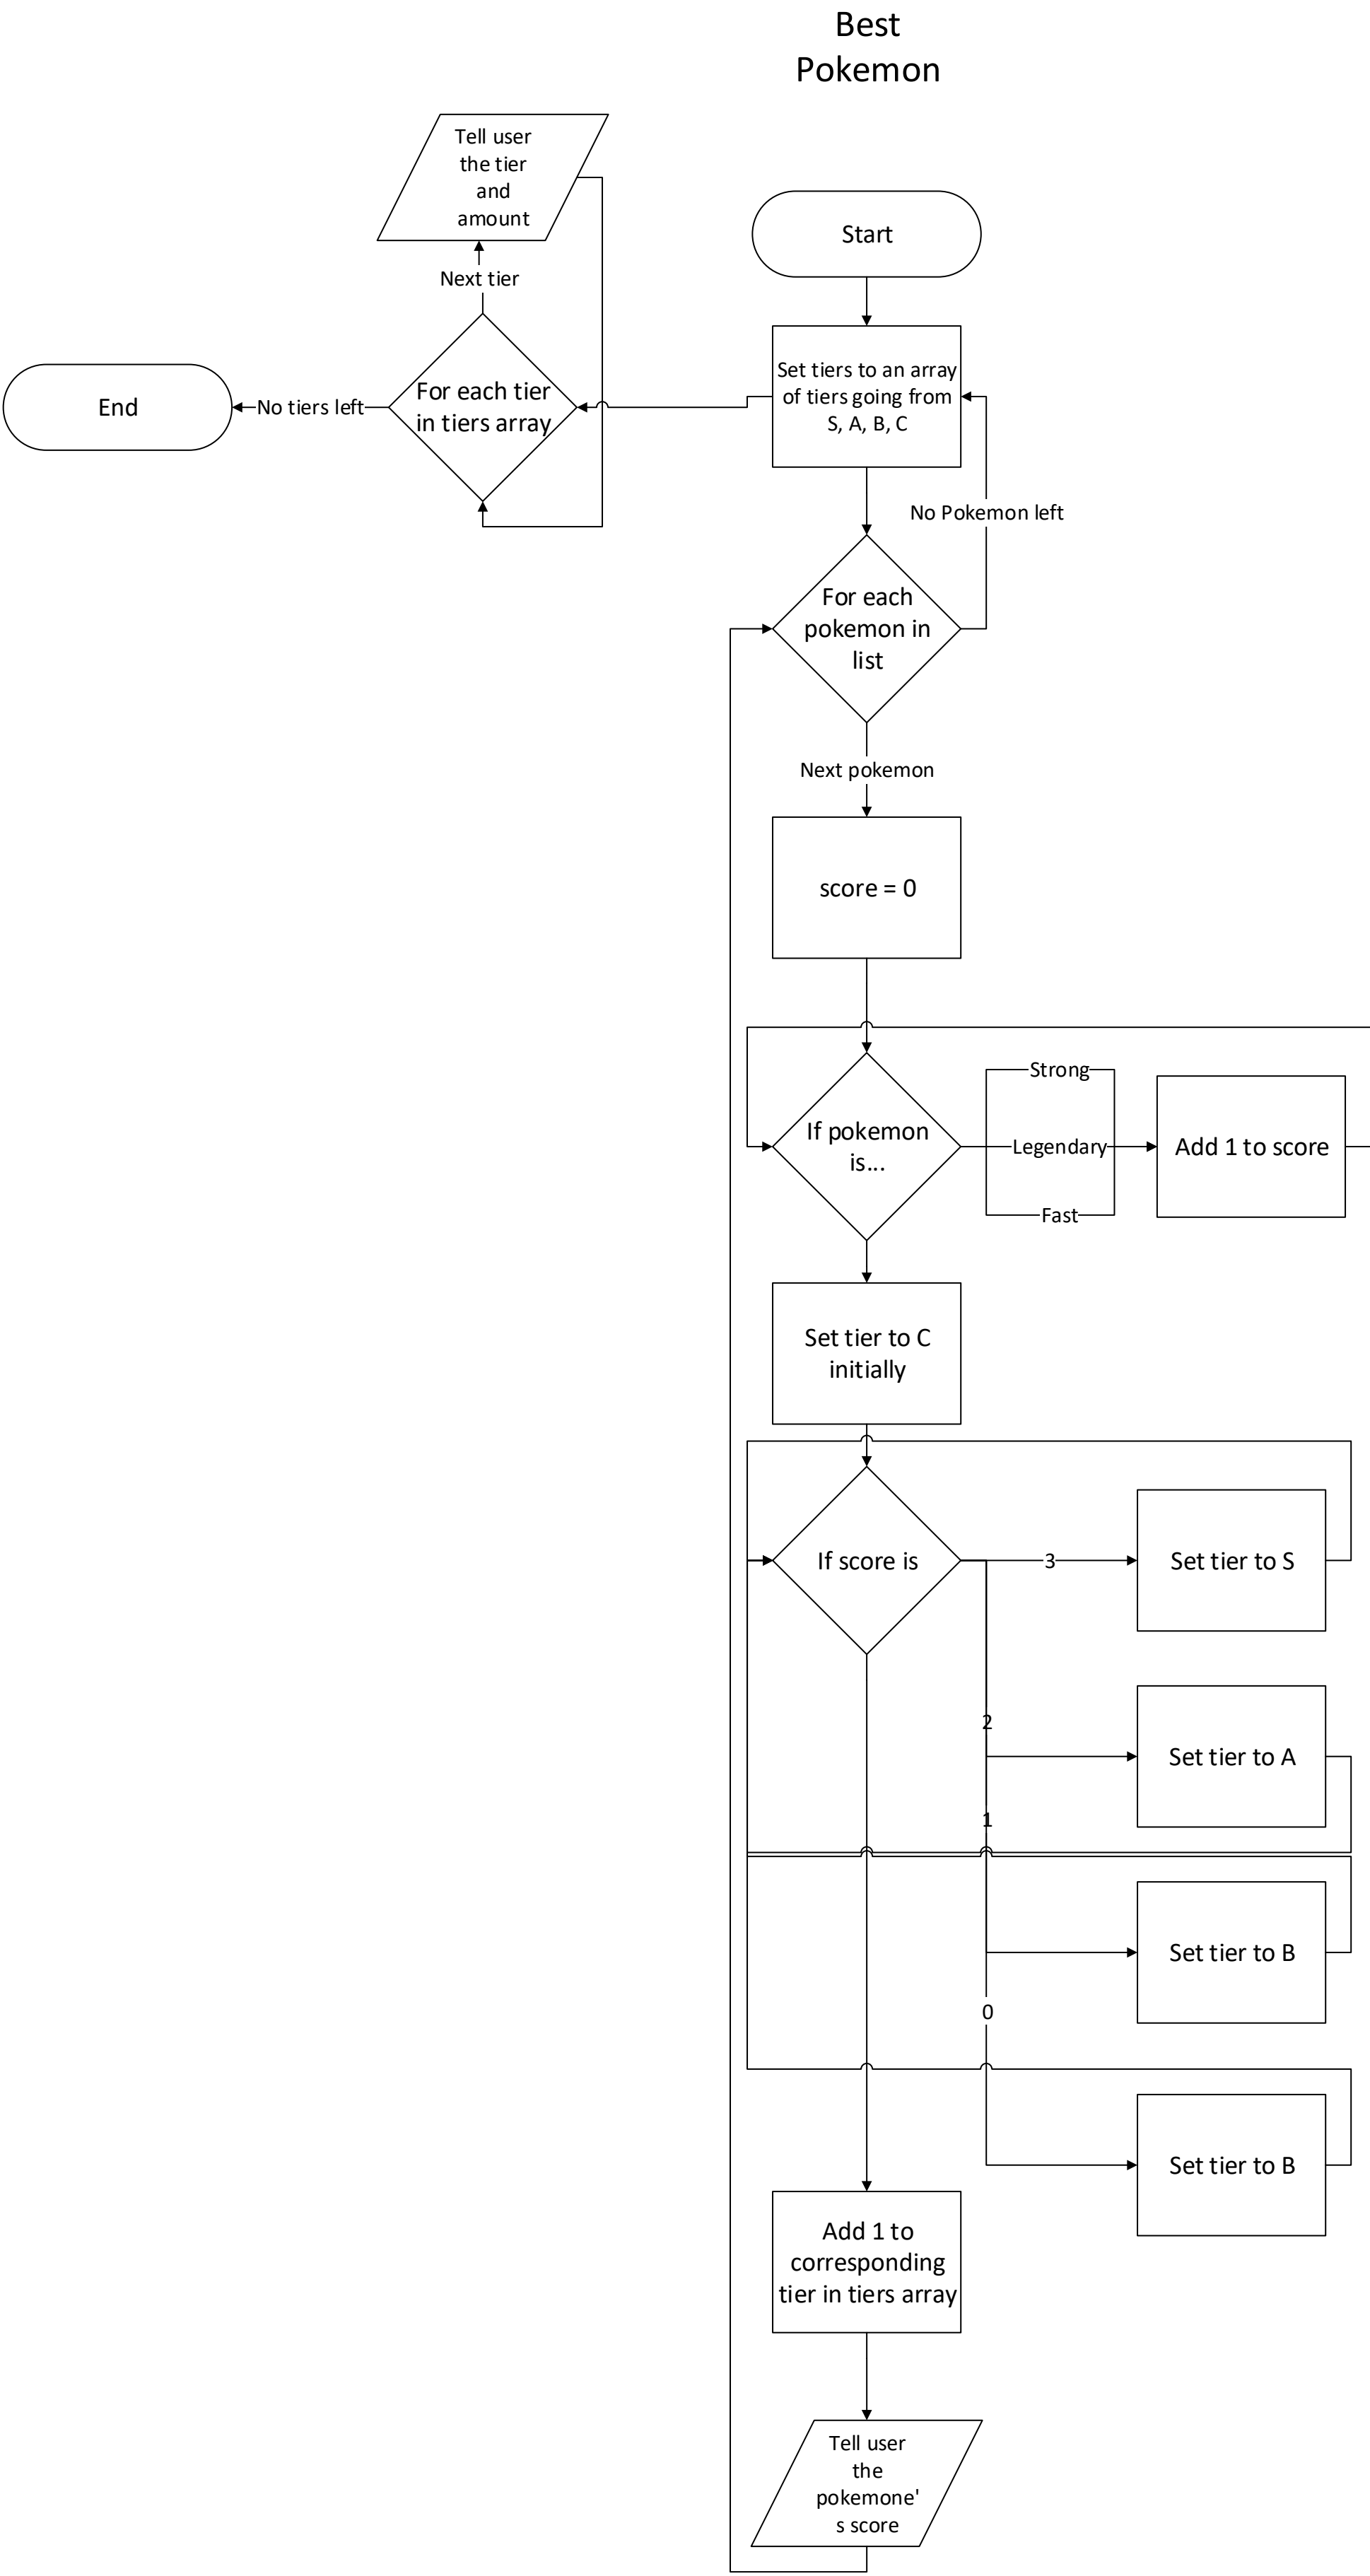 Best
Pokemon
Tell user
the tier
and
amount
Start
Next tier
Set tiers to an array
of tiers going from
S, A, B, C
For each tier
in tiers array
No tiers left
End
No Pokemon left
For each
pokemon in
list
Next pokemon
score = 0
Strong
If pokemon
is...
Legendary
Add 1 to score
Fast
Set tier to C
initially
If score is
3
Set tier to S
2
Set tier to A
1
Set tier to B
0
Set tier to B
Add 1 to
corresponding
tier in tiers array
Tell user
the
pokemone'
s score